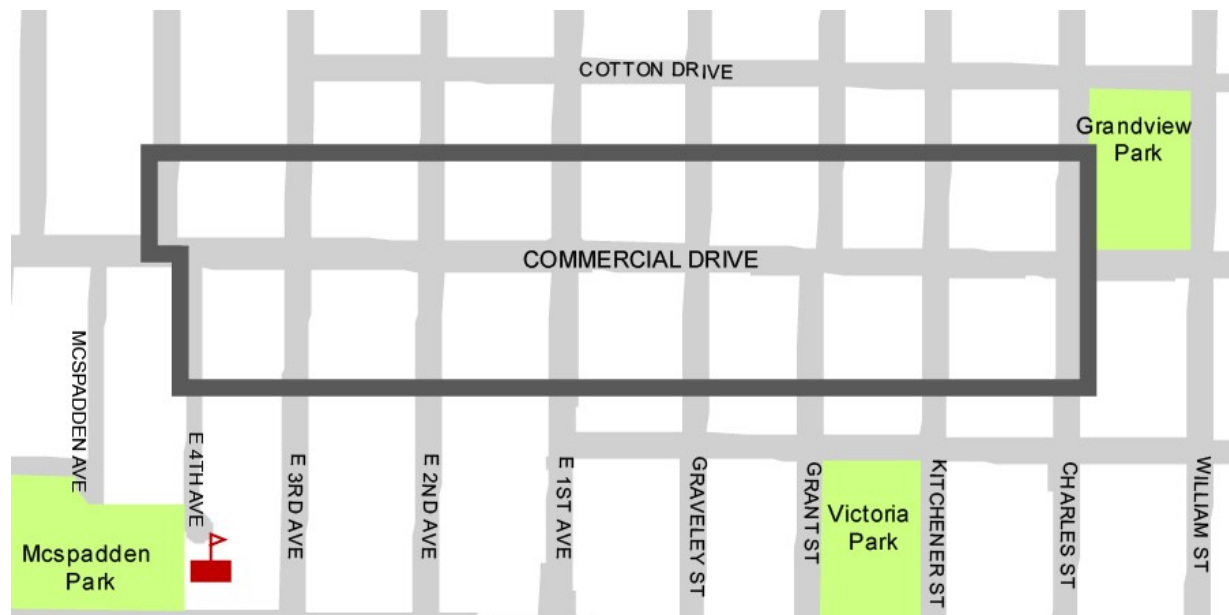 COTTON DRIVE
Grandview
Park
COMMERCIAL DRIVE
MCSPADDEN AVE
E 4TH AVE
E 3RD AVE
E 2ND AVE
E 1ST AVE
GRAVELEY ST
GRANT ST
KITCHENER ST
CHARLES ST
WILLIAM ST
Victoria
Park
Mcspadden
Park